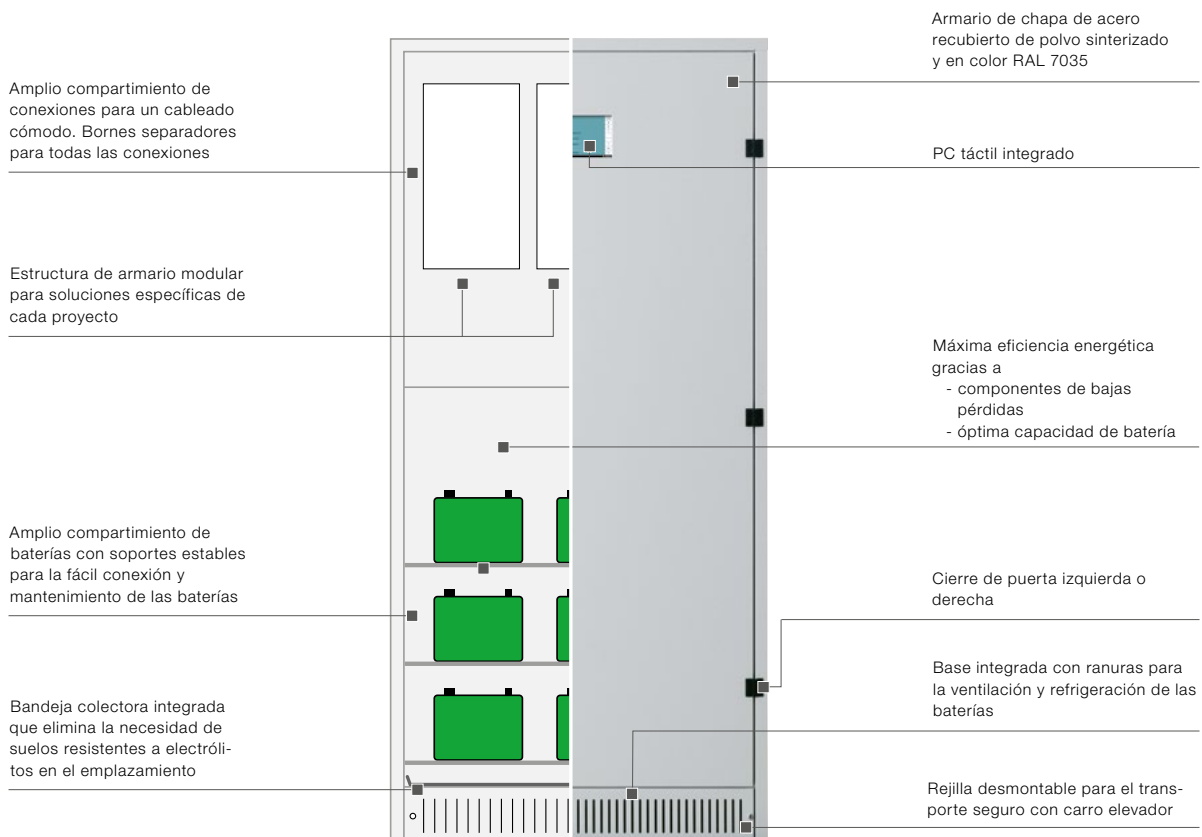 Amplio compartimiento de
conexiones para un cableado
cómodo. Bornes separadores
para todas las conexiones
Estructura de armario modular
para soluciones específicas de
cada proyecto
Amplio compartimiento de
baterías con soportes estables
para la fácil conexión y
mantenimiento de las baterías
Bandeja colectora integrada
que elimina la necesidad de
suelos resistentes a electróli-
tos en el emplazamiento
Armario de chapa de acero
recubierto de polvo sinterizado
y en color RAL 7035
PC táctil integrado
Máxima eficiencia energética
gracias a
- componentes de bajas
pérdidas
- óptima capacidad de batería
Cierre de puerta izquierda o
derecha
Base integrada con ranuras para
la ventilación y refrigeración de las
baterías
Rejilla desmontable para el trans-
porte seguro con carro elevador